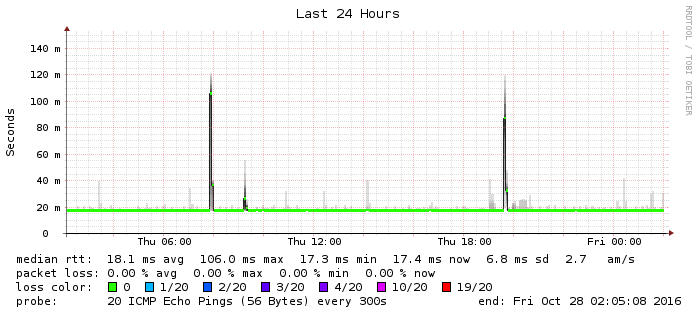 Last 24 Hours
RRDTOOL / TOBI OETIKER
Seconds
140 m
120 m
100 m
80 m
60 m
40 m
20 m
0
Thu 06:00 Thu 12:00 Thu 18:00 Fri 00:00
median rtt: 18.1 ms avg 106.0 ms max 17.3 ms min 17.4 ms now 6.8 ms sd 2.7 am/s
packet loss: 0.00 % avg 0.00 % max 0.00 % min 0.00 % now
loss color: 0 1/20 2/20 3/20 4/20 10/20 19/20
probe: 20 ICMP Echo Pings (56 Bytes) every 300s end: Fri Oct 28 02:05:08 2016